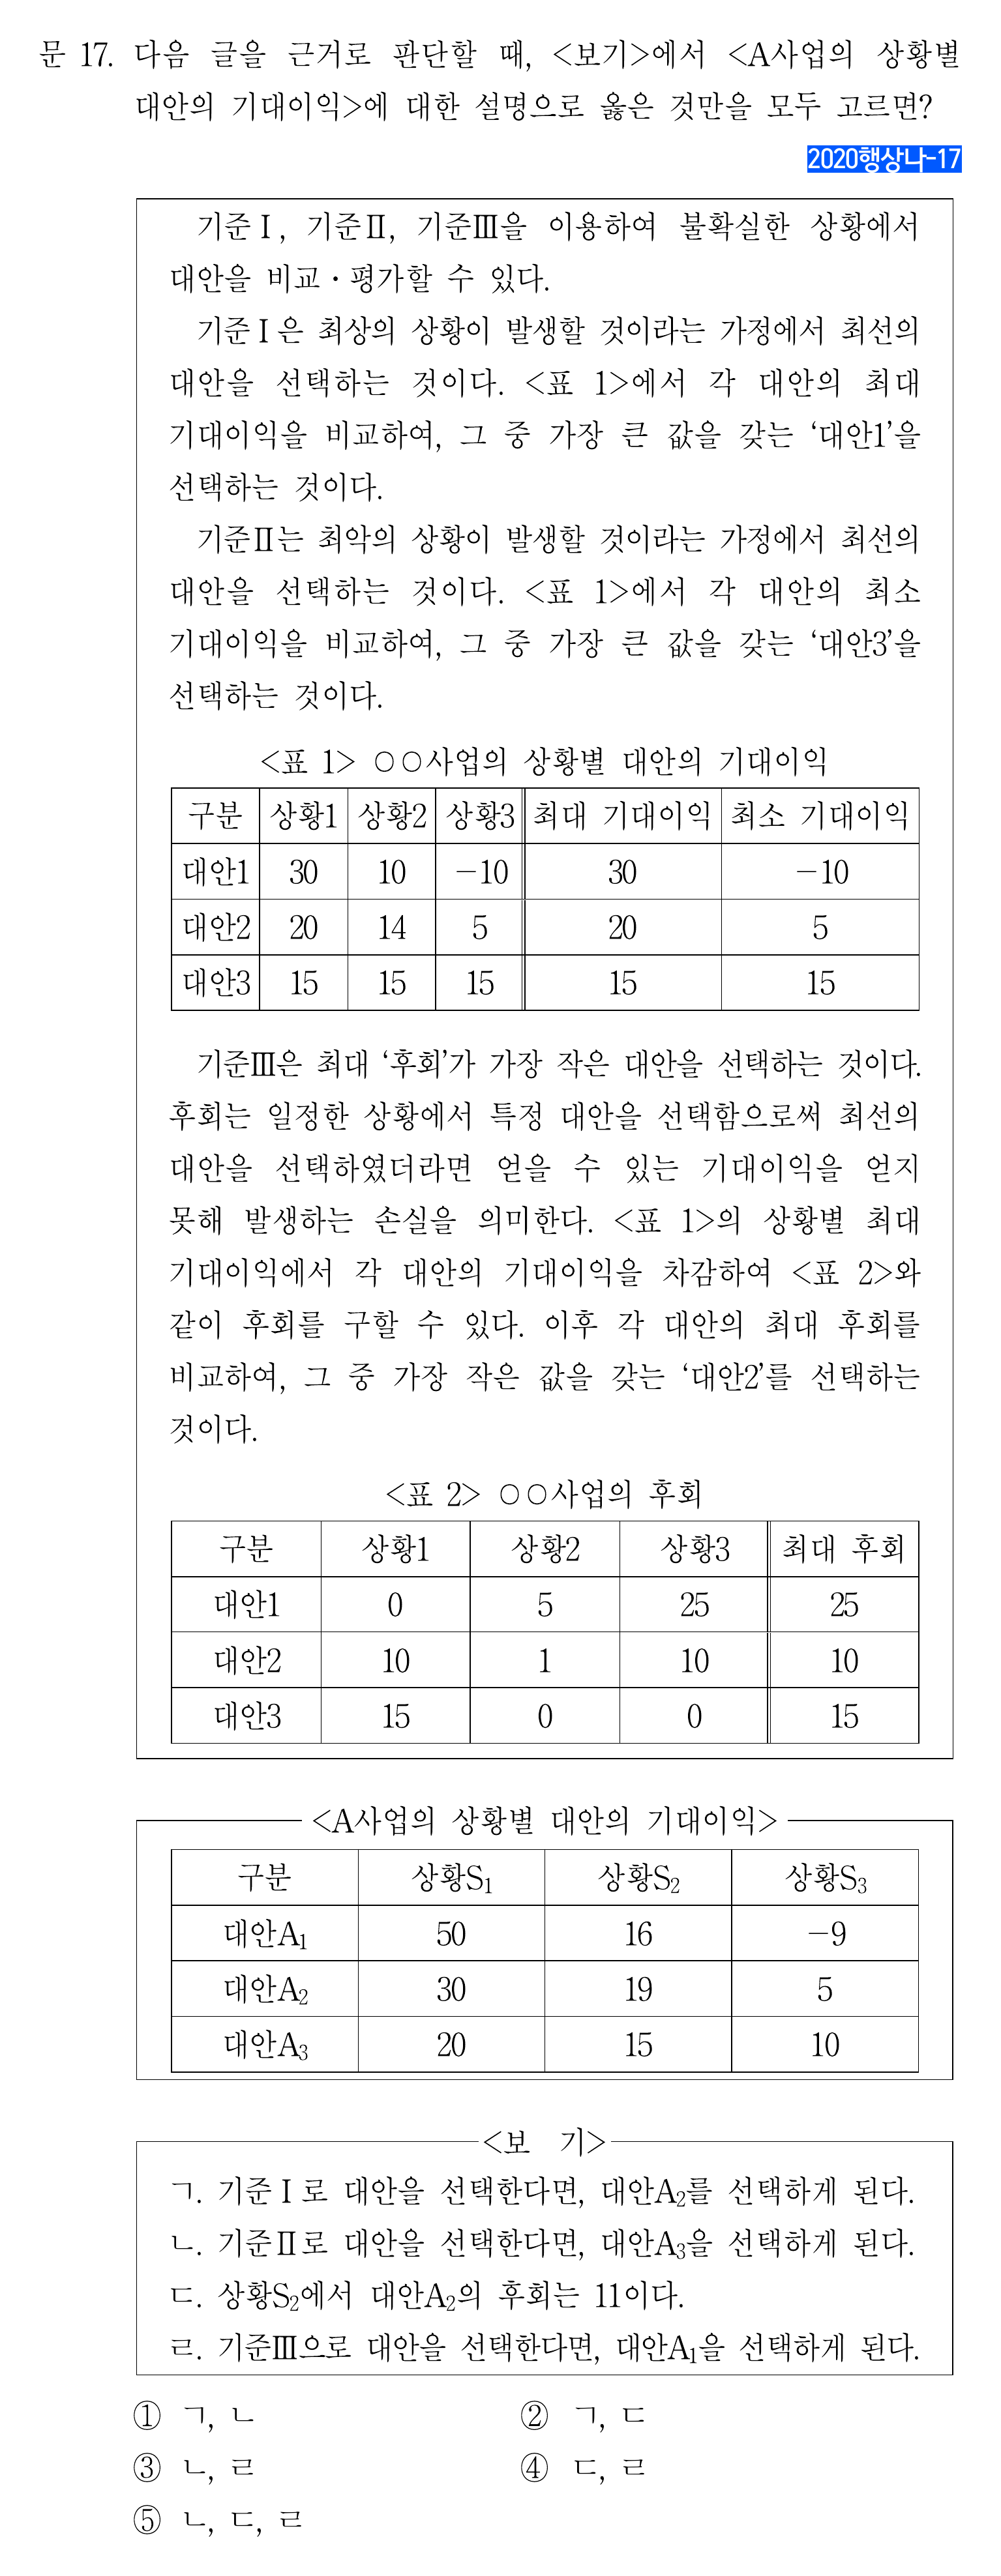 문 17. 다음 글을 근거로 판단할 때, <보기>에서 <A사업의 상황별
대안의 기대이익>에 대한 설명으로 옳은 것만을 모두 고르면?
2020행상나-17
기준Ⅰ, 기준Ⅱ, 기준Ⅲ을 이용하여 불확실한 상황에서
대안을 비교·평가할 수 있다.
기준Ⅰ은 최상의 상황이 발생할 것이라는 가정에서 최선의
대안을 선택하는 것이다. <표 1>에서 각 대안의 최대
기대이익을 비교하여, 그 중 가장 큰 값을 갖는 ‘대안1’을
선택하는 것이다.
기준Ⅱ는 최악의 상황이 발생할 것이라는 가정에서 최선의
대안을 선택하는 것이다. <표 1>에서 각 대안의 최소
기대이익을 비교하여, 그 중 가장 큰 값을 갖는 ‘대안3’을
선택하는 것이다.
<표 1> ○○사업의 상황별 대안의 기대이익
구분 상황1 상황2 상황3 최대 기대이익 최소 기대이익
대안1 30 10 −10 30 −10
대안2 20 14 5 20 5
대안3 15 15 15 15 15
기준Ⅲ은 최대 ‘후회’가 가장 작은 대안을 선택하는 것이다.
후회는 일정한 상황에서 특정 대안을 선택함으로써 최선의
대안을 선택하였더라면 얻을 수 있는 기대이익을 얻지
못해 발생하는 손실을 의미한다. <표 1>의 상황별 최대
기대이익에서 각 대안의 기대이익을 차감하여 <표 2>와
같이 후회를 구할 수 있다. 이후 각 대안의 최대 후회를
비교하여, 그 중 가장 작은 값을 갖는 ‘대안2’를 선택하는
것이다.
<표 2> ○○사업의 후회
구분 상황1 상황2 상황3 최대 후회
대안1 0 5 25 25
대안2 10 1 10 10
대안3 15 0 0 15
<A사업의 상황별 대안의 기대이익>
구분 상황S₁ 상황S₂ 상황S₃
대안A₁ 50 16 −9
대안A₂ 30 19 5
대안A₃ 20 15 10
<보 기>
ㄱ. 기준Ⅰ로 대안을 선택한다면, 대안A₂를 선택하게 된다.
ㄴ. 기준Ⅱ로 대안을 선택한다면, 대안A₃을 선택하게 된다.
ㄷ. 상황S₂에서 대안A₂의 후회는 11이다.
ㄹ. 기준Ⅲ으로 대안을 선택한다면, 대안A₁을 선택하게 된다.
① ㄱ, ㄴ ② ㄱ, ㄷ
③ ㄴ, ㄹ ④ ㄷ, ㄹ
⑤ ㄴ, ㄷ, ㄹ